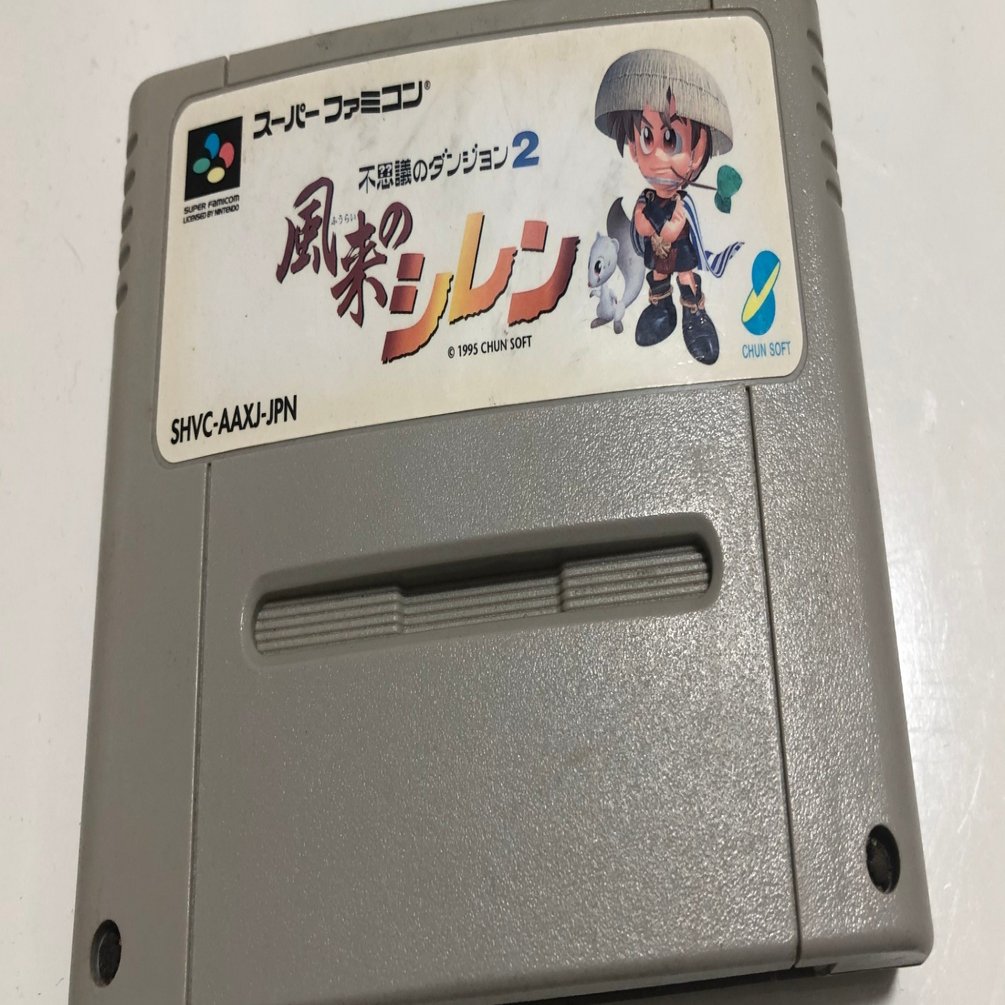 スーパーファミコン®
SUPER FAMICOM
LICENSED BY NINTENDO
不思議のダンジョン2
ふうらい
風来の
シレン
© 1995 CHUN SOFT
CHUN SOFT
SHVC-AAXJ-JPN